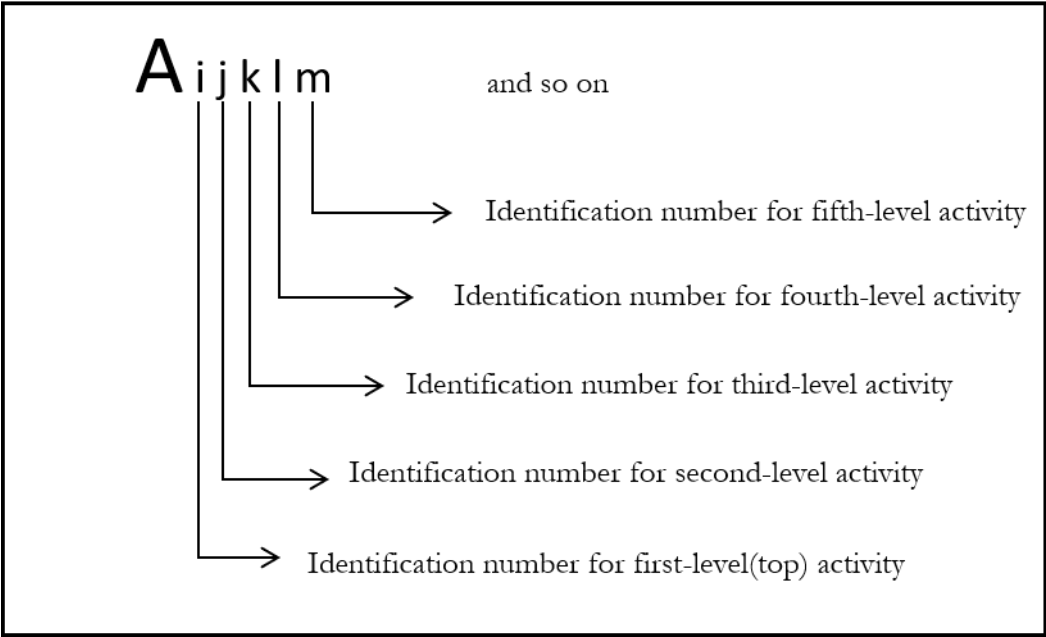 A i j k l m and so on
Identification number for fifth-level activity
Identification number for fourth-level activity
Identification number for third-level activity
Identification number for second-level activity
Identification number for first-level(top) activity